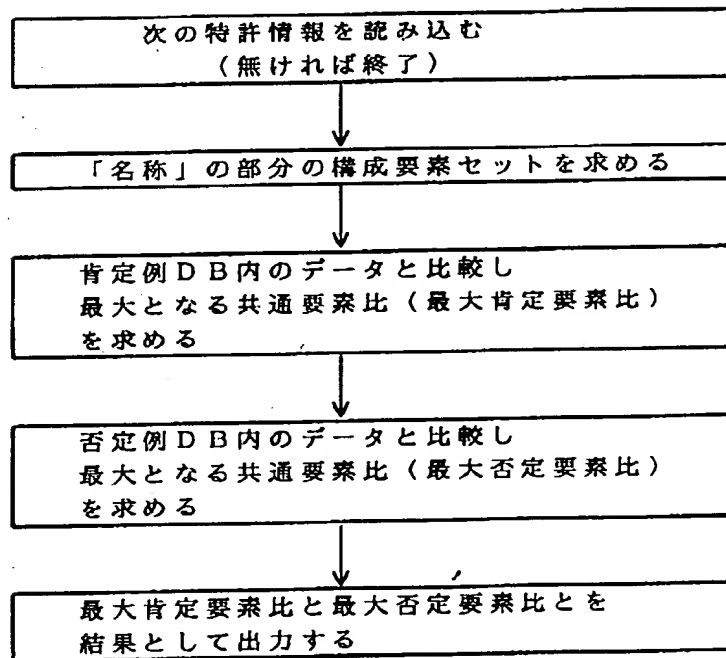 次の特許情報を読み込む
（無ければ終了）
「名称」の部分の構成要素セットを求める
肯定例DB内のデータと比較し
最大となる共通要素比（最大肯定要素比）
を求める
否定例DB内のデータと比較し
最大となる共通要素比（最大否定要素比）
を求める
最大肯定要素比と最大否定要素比とを
結果として出力する